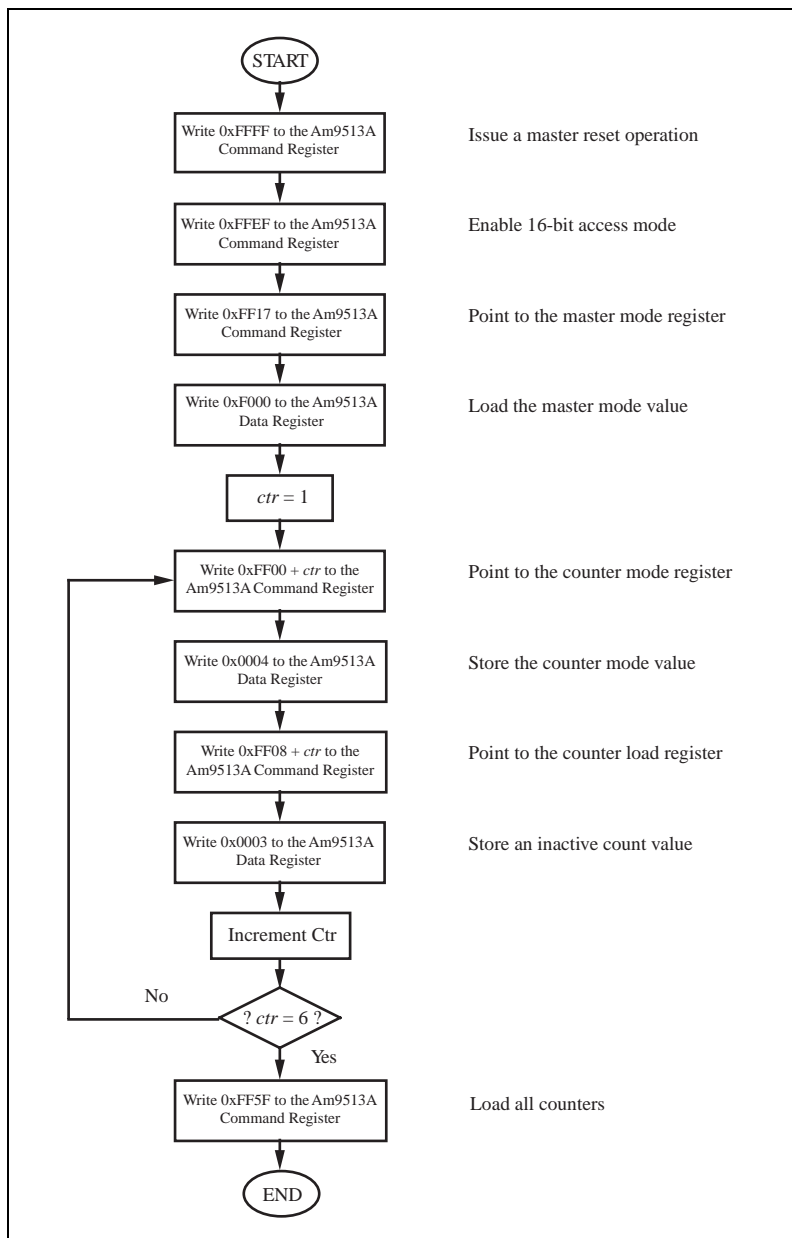 START
Write 0xFFFF to the Am9513A
Command Register
Issue a master reset operation
Write 0xFFEF to the Am9513A
Command Register
Enable 16-bit access mode
Write 0xFF17 to the Am9513A
Command Register
Point to the master mode register
Write 0xF000 to the Am9513A
Data Register
Load the master mode value
ctr = 1
Write 0xFF00 + ctr to the
Am9513A Command Register
Point to the counter mode register
Write 0x0004 to the Am9513A
Data Register
Store the counter mode value
Write 0xFF08 + ctr to the
Am9513A Command Register
Point to the counter load register
Write 0x0003 to the Am9513A
Data Register
Store an inactive count value
Increment Ctr
No
? ctr = 6 ?
Yes
Write 0xFF5F to the Am9513A
Command Register
Load all counters
END